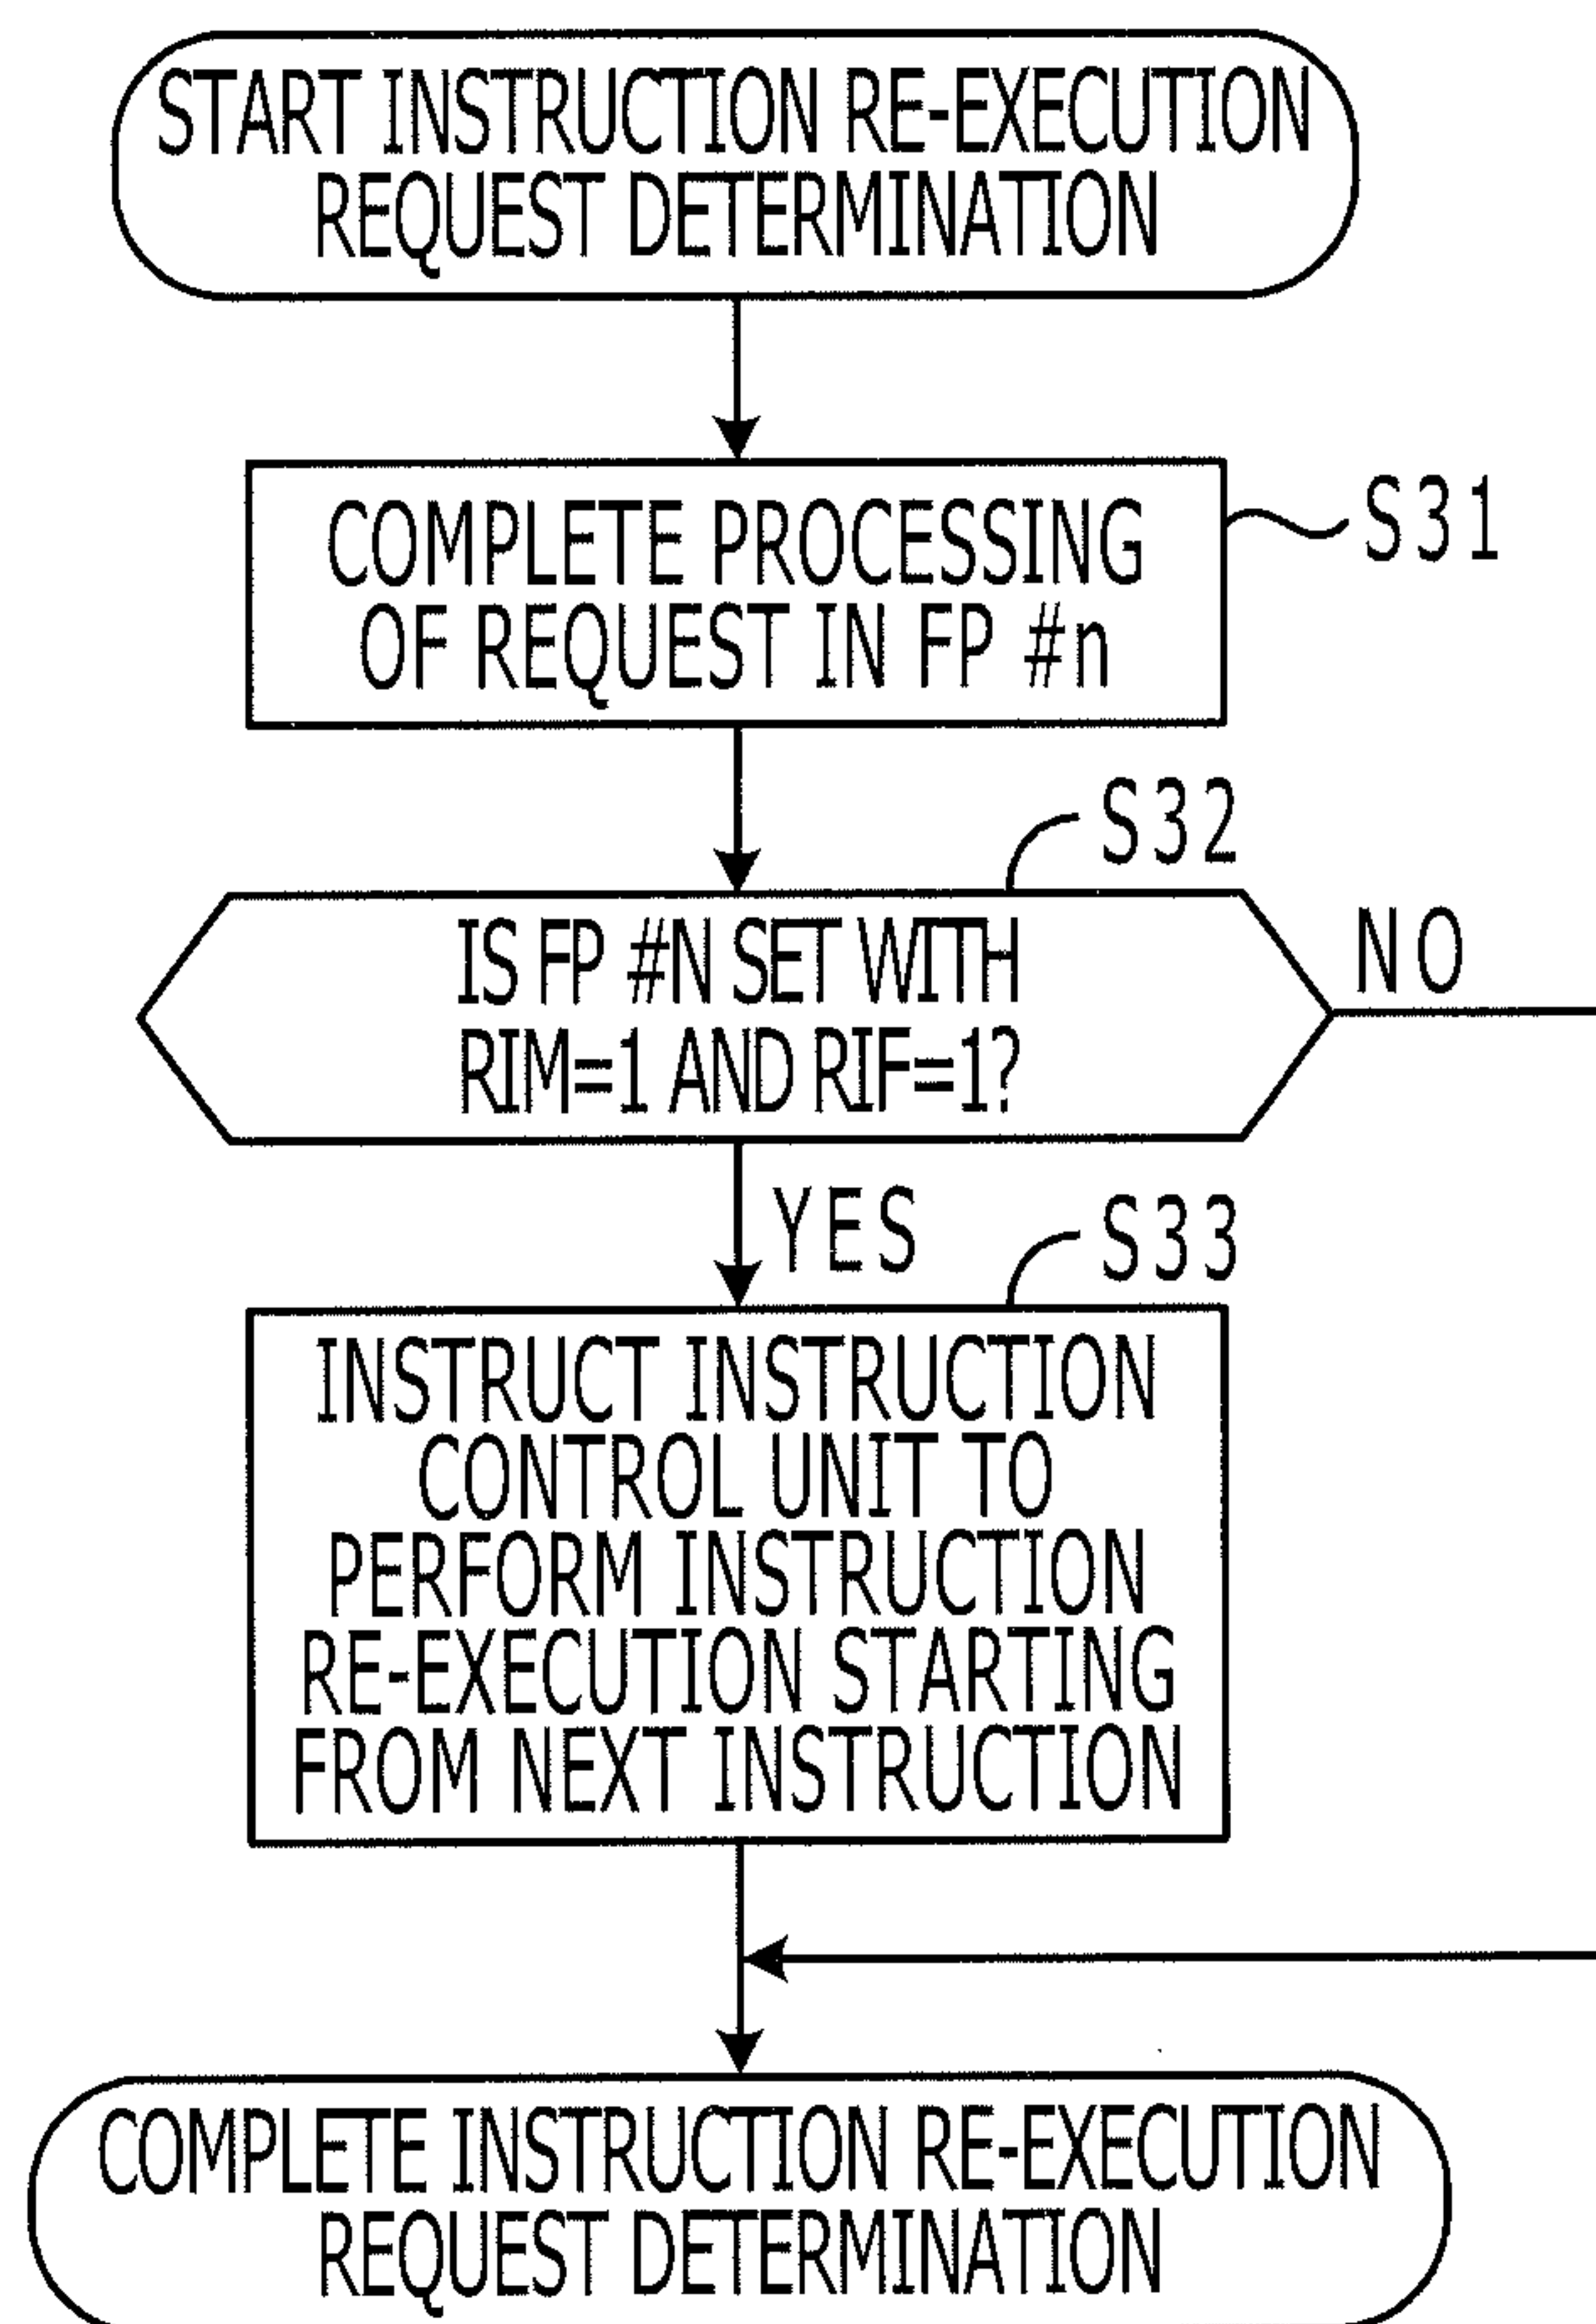 START INSTRUCTION RE-EXECUTION
REQUEST DETERMINATION
COMPLETE PROCESSING
OF REQUEST IN FP #n
S31
S32
IS FP #N SET WITH
RIM=1 AND RIF=1?
NO
YES
S33
INSTRUCT INSTRUCTION
CONTROL UNIT TO
PERFORM INSTRUCTION
RE-EXECUTION STARTING
FROM NEXT INSTRUCTION
COMPLETE INSTRUCTION RE-EXECUTION
REQUEST DETERMINATION